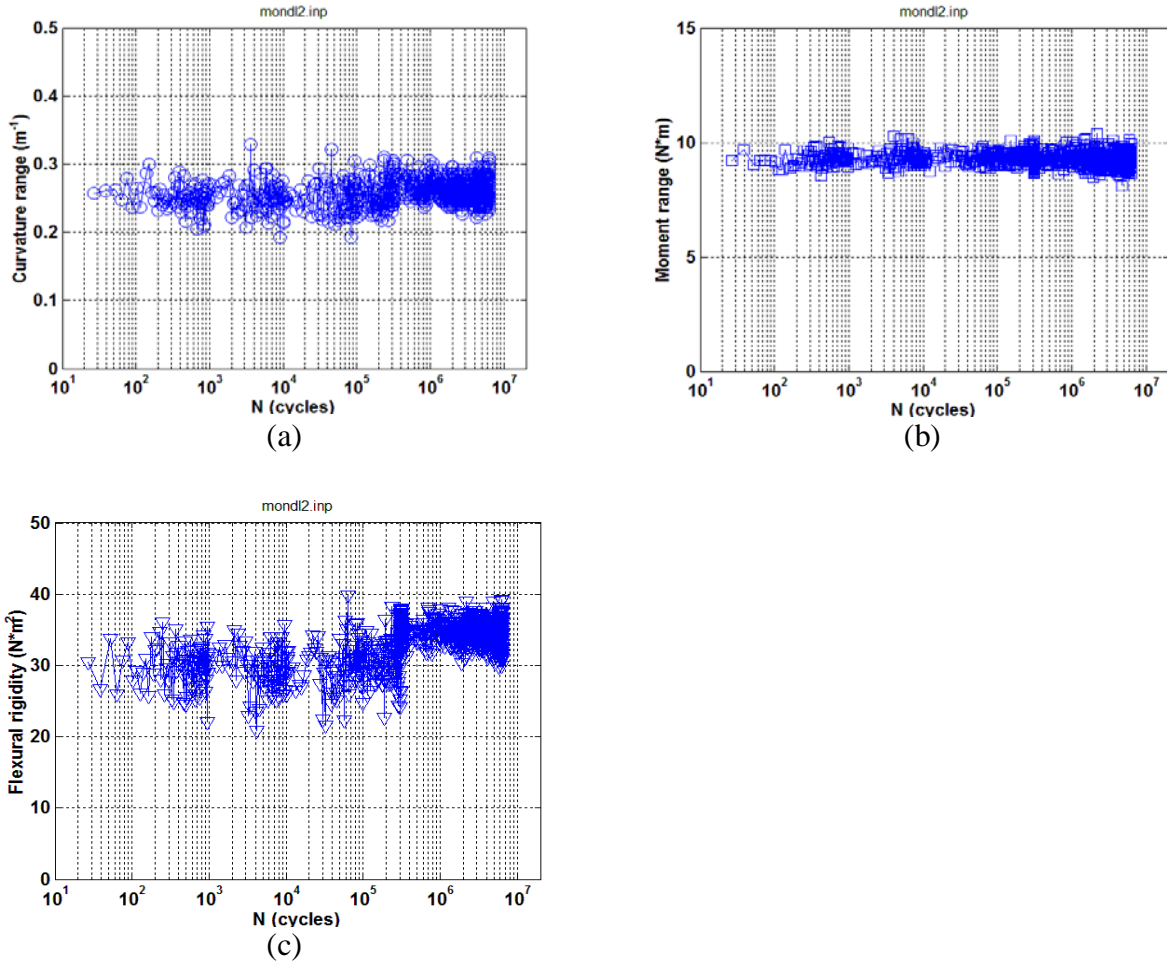 mondl2.inp
Curvature range (m⁻¹)
0.5
0.4
0.3
0.2
0.1
0
10¹ 10² 10³ 10⁴ 10⁵ 10⁶ 10⁷
N (cycles)
(a)
mondl2.inp
Moment range (N*m)
15
10
5
0
10¹ 10² 10³ 10⁴ 10⁵ 10⁶ 10⁷
N (cycles)
(b)
mondl2.inp
Flexural rigidity (N*m²)
50
40
30
20
10
0
10¹ 10² 10³ 10⁴ 10⁵ 10⁶ 10⁷
N (cycles)
(c)